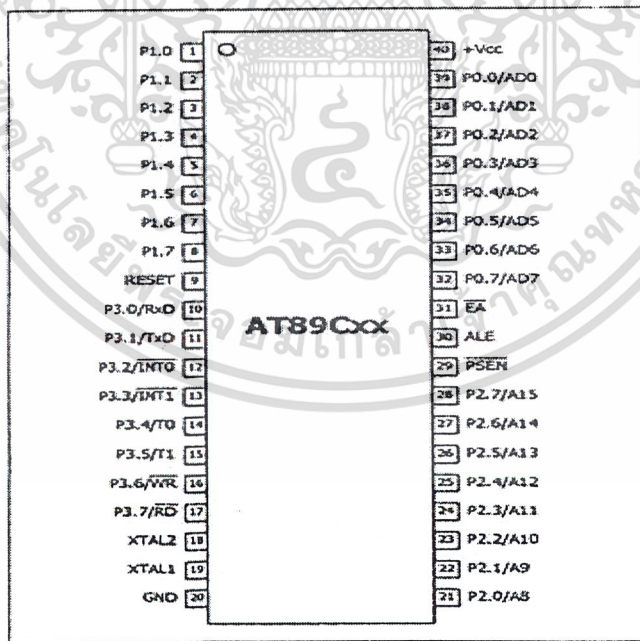 P1.0 1
P1.1 2
P1.2 3
P1.3 4
P1.4 5
P1.5 6
P1.6 7
P1.7 8
RESET 9
P3.0/RxD 10
P3.1/TxD 11
P3.2/INT0 12
P3.3/INT1 13
P3.4/T0 14
P3.5/T1 15
P3.6/WR 16
P3.7/RD 17
XTAL2 18
XTAL1 19
GND 20
AT89Cxx
40 +Vcc
39 P0.0/AD0
38 P0.1/AD1
37 P0.2/AD2
36 P0.3/AD3
35 P0.4/AD4
34 P0.5/AD5
33 P0.6/AD6
32 P0.7/AD7
31 EA
30 ALE
29 PSEN
28 P2.7/A15
27 P2.6/A14
26 P2.5/A13
25 P2.4/A12
24 P2.3/A11
23 P2.2/A10
22 P2.1/A9
21 P2.0/A8